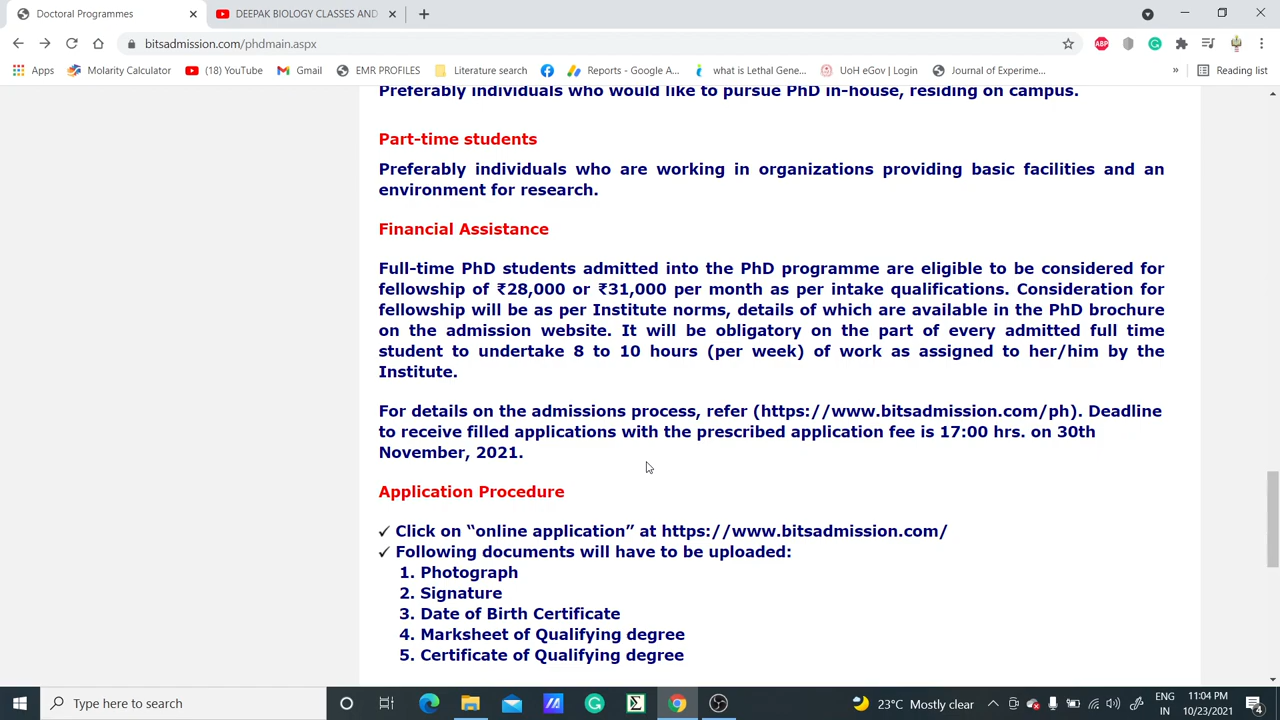 Doctoral Programmes
DEEPAK BIOLOGY CLASSES AND
bitsadmission.com/phdmain.aspx
ABP
Apps
Molarity Calculator
(18) YouTube
Gmail
EMR PROFILES
Literature search
Reports - Google A...
what is Lethal Gene...
UoH eGov | Login
Journal of Experime...
»
Reading list
Preferably individuals who would like to pursue PhD in-house, residing on campus.
Part-time students
Preferably individuals who are working in organizations providing basic facilities and an
environment for research.
Financial Assistance
Full-time PhD students admitted into the PhD programme are eligible to be considered for
fellowship of ₹28,000 or ₹31,000 per month as per intake qualifications. Consideration for
fellowship will be as per Institute norms, details of which are available in the PhD brochure
on the admission website. It will be obligatory on the part of every admitted full time
student to undertake 8 to 10 hours (per week) of work as assigned to her/him by the
Institute.
For details on the admissions process, refer (https://www.bitsadmission.com/ph). Deadline
to receive filled applications with the prescribed application fee is 17:00 hrs. on 30th
November, 2021.
Application Procedure
✓ Click on “online application” at https://www.bitsadmission.com/
✓ Following documents will have to be uploaded:
1. Photograph
2. Signature
3. Date of Birth Certificate
4. Marksheet of Qualifying degree
5. Certificate of Qualifying degree
Type here to search
23°C Mostly clear
ENG
IN
11:04 PM
10/23/2021
4